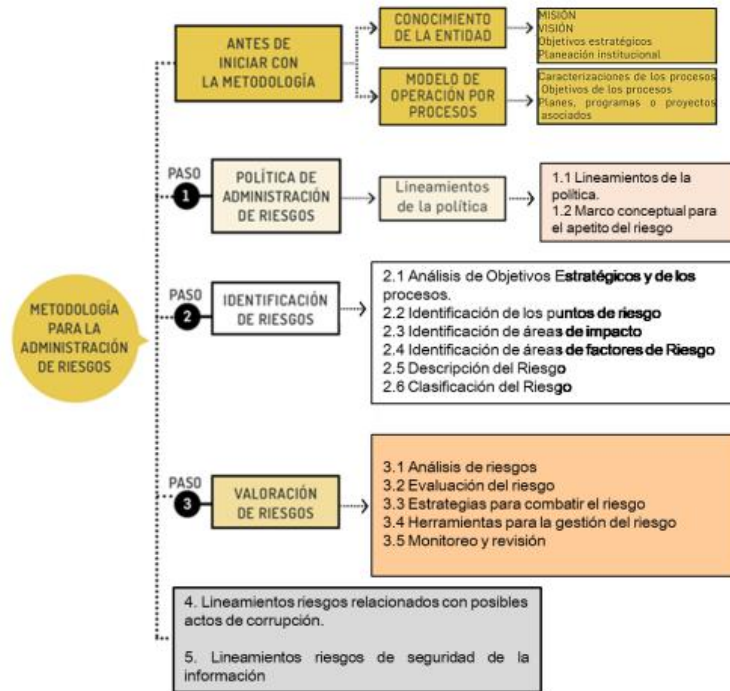 ANTES DE
INICIAR CON
LA METODOLOGÍA
CONOCIMIENTO
DE LA ENTIDAD
MISIÓN
VISIÓN
Objetivos estratégicos
Planeación institucional
MODELO DE
OPERACIÓN POR
PROCESOS
Caracterizaciones de los procesos
Objetivos de los procesos
Planes, programas o proyectos
asociados
PASO
1
POLÍTICA DE
ADMINISTRACIÓN
DE RIESGOS
Lineamientos
de la política
1.1 Lineamientos de la
política.
1.2 Marco conceptual para
el apetito del riesgo
METODOLOGÍA
PARA LA
ADMINISTRACIÓN
DE RIESGOS
PASO
2
IDENTIFICACIÓN
DE RIESGOS
2.1 Análisis de Objetivos Estratégicos y de los
procesos.
2.2 Identificación de los puntos de riesgo
2.3 Identificación de áreas de impacto
2.4 Identificación de áreas de factores de Riesgo
2.5 Descripción del Riesgo
2.6 Clasificación del Riesgo
PASO
3
VALORACIÓN
DE RIESGOS
3.1 Análisis de riesgos
3.2 Evaluación del riesgo
3.3 Estrategias para combatir el riesgo
3.4 Herramientas para la gestión del riesgo
3.5 Monitoreo y revisión
4. Lineamientos riesgos relacionados con posibles
actos de corrupción.
5. Lineamientos riesgos de seguridad de la
información